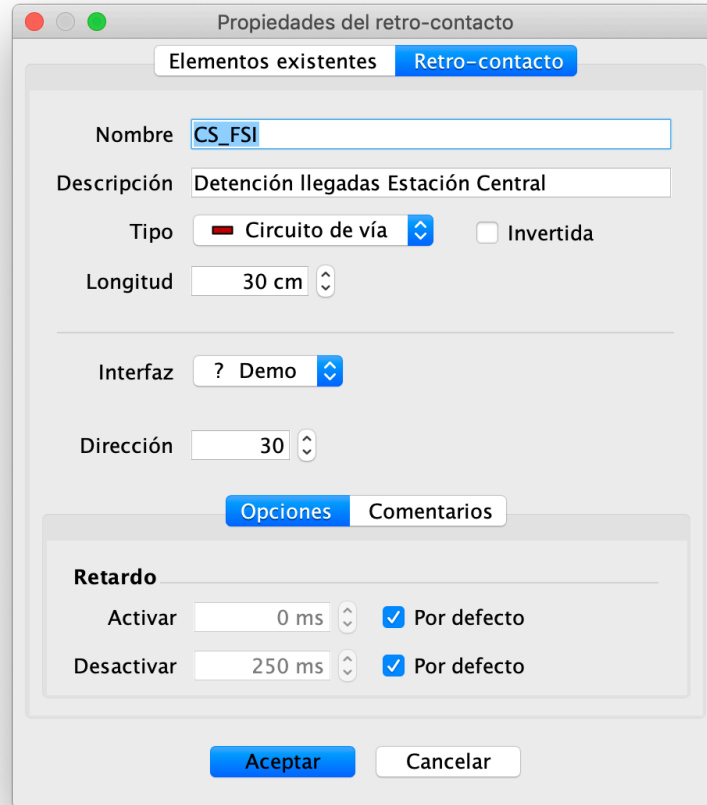 Propiedades del retro-contacto
Elementos existentes Retro-contacto
Nombre CS_FSI
Descripción Detención llegadas Estación Central
Tipo Circuito de vía Invertida
Longitud 30 cm
Interfaz ? Demo
Dirección 30
Opciones Comentarios
Retardo
Activar 0 ms Por defecto
Desactivar 250 ms Por defecto
Aceptar Cancelar